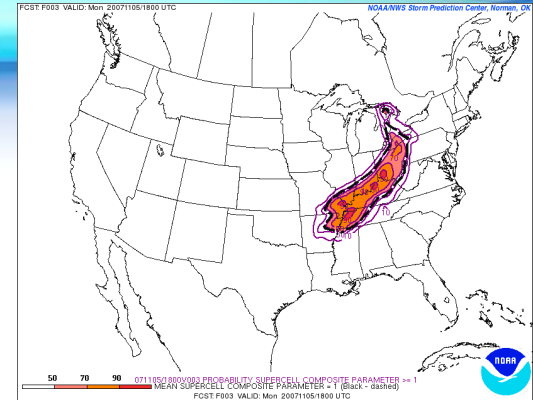 FCST: F003 VALID: Mon 20071105/1800 UTC
NOAA/NWS Storm Prediction Center, Norman, OK
10
10
50 70 90
071105/1800V003 PROBABILITY SUPERCELL COMPOSITE PARAMETER >= 1
MEAN SUPERCELL COMPOSITE PARAMETER = 1 (Black - dashed)
FCST: F003 VALID: Mon 20071105/1800 UTC
NOAA